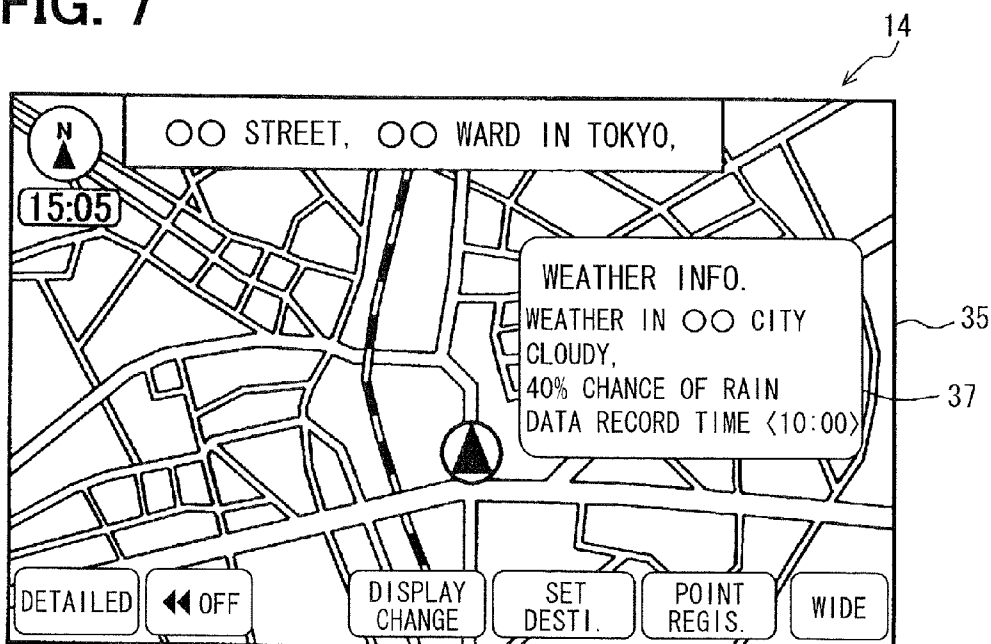 FIG. 7
14
○○ STREET, ○○ WARD IN TOKYO,
N
15:05
WEATHER INFO.
WEATHER IN ○○ CITY
CLOUDY,
40% CHANCE OF RAIN
DATA RECORD TIME <10:00>
35
37
DETAILED
◀◀ OFF
DISPLAY
CHANGE
SET
DESTI.
POINT
REGIS.
WIDE